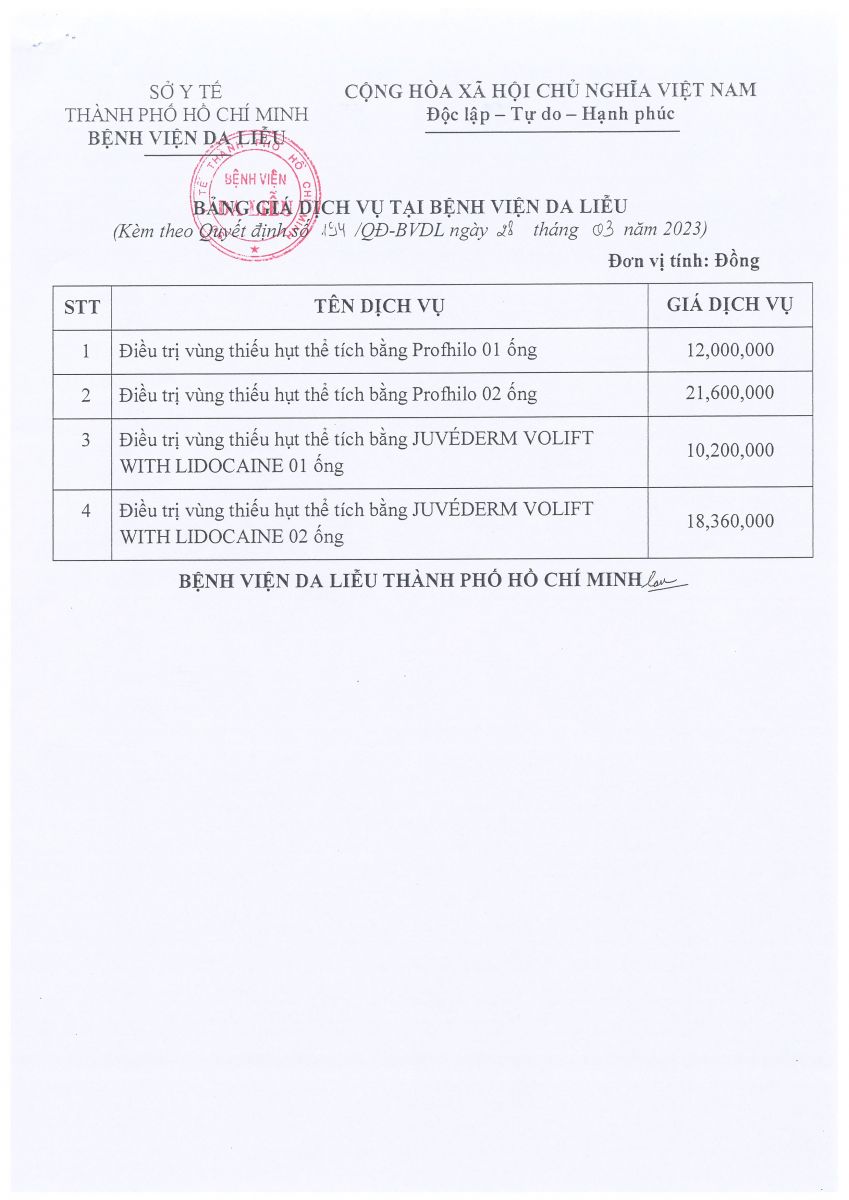 SỞ Y TẾ
THÀNH PHỐ HỒ CHÍ MINH
BỆNH VIỆN DA LIỄU
CỘNG HÒA XÃ HỘI CHỦ NGHĨA VIỆT NAM
Độc lập – Tự do – Hạnh phúc
TẾ THÀNH PHỐ HỒ CHÍ MINH
BỆNH VIỆN
DA LIỄU
BẢNG GIÁ DỊCH VỤ TẠI BỆNH VIỆN DA LIỄU
(Kèm theo Quyết định số 194 /QĐ-BVDL ngày 28 tháng 03 năm 2023)
Đơn vị tính: Đồng
STT TÊN DỊCH VỤ GIÁ DỊCH VỤ
1 Điều trị vùng thiếu hụt thể tích bằng Profhilo 01 ống 12,000,000
2 Điều trị vùng thiếu hụt thể tích bằng Profhilo 02 ống 21,600,000
3 Điều trị vùng thiếu hụt thể tích bằng JUVÉDERM VOLIFT
WITH LIDOCAINE 01 ống 10,200,000
4 Điều trị vùng thiếu hụt thể tích bằng JUVÉDERM VOLIFT
WITH LIDOCAINE 02 ống 18,360,000
BỆNH VIỆN DA LIỄU THÀNH PHỐ HỒ CHÍ MINH